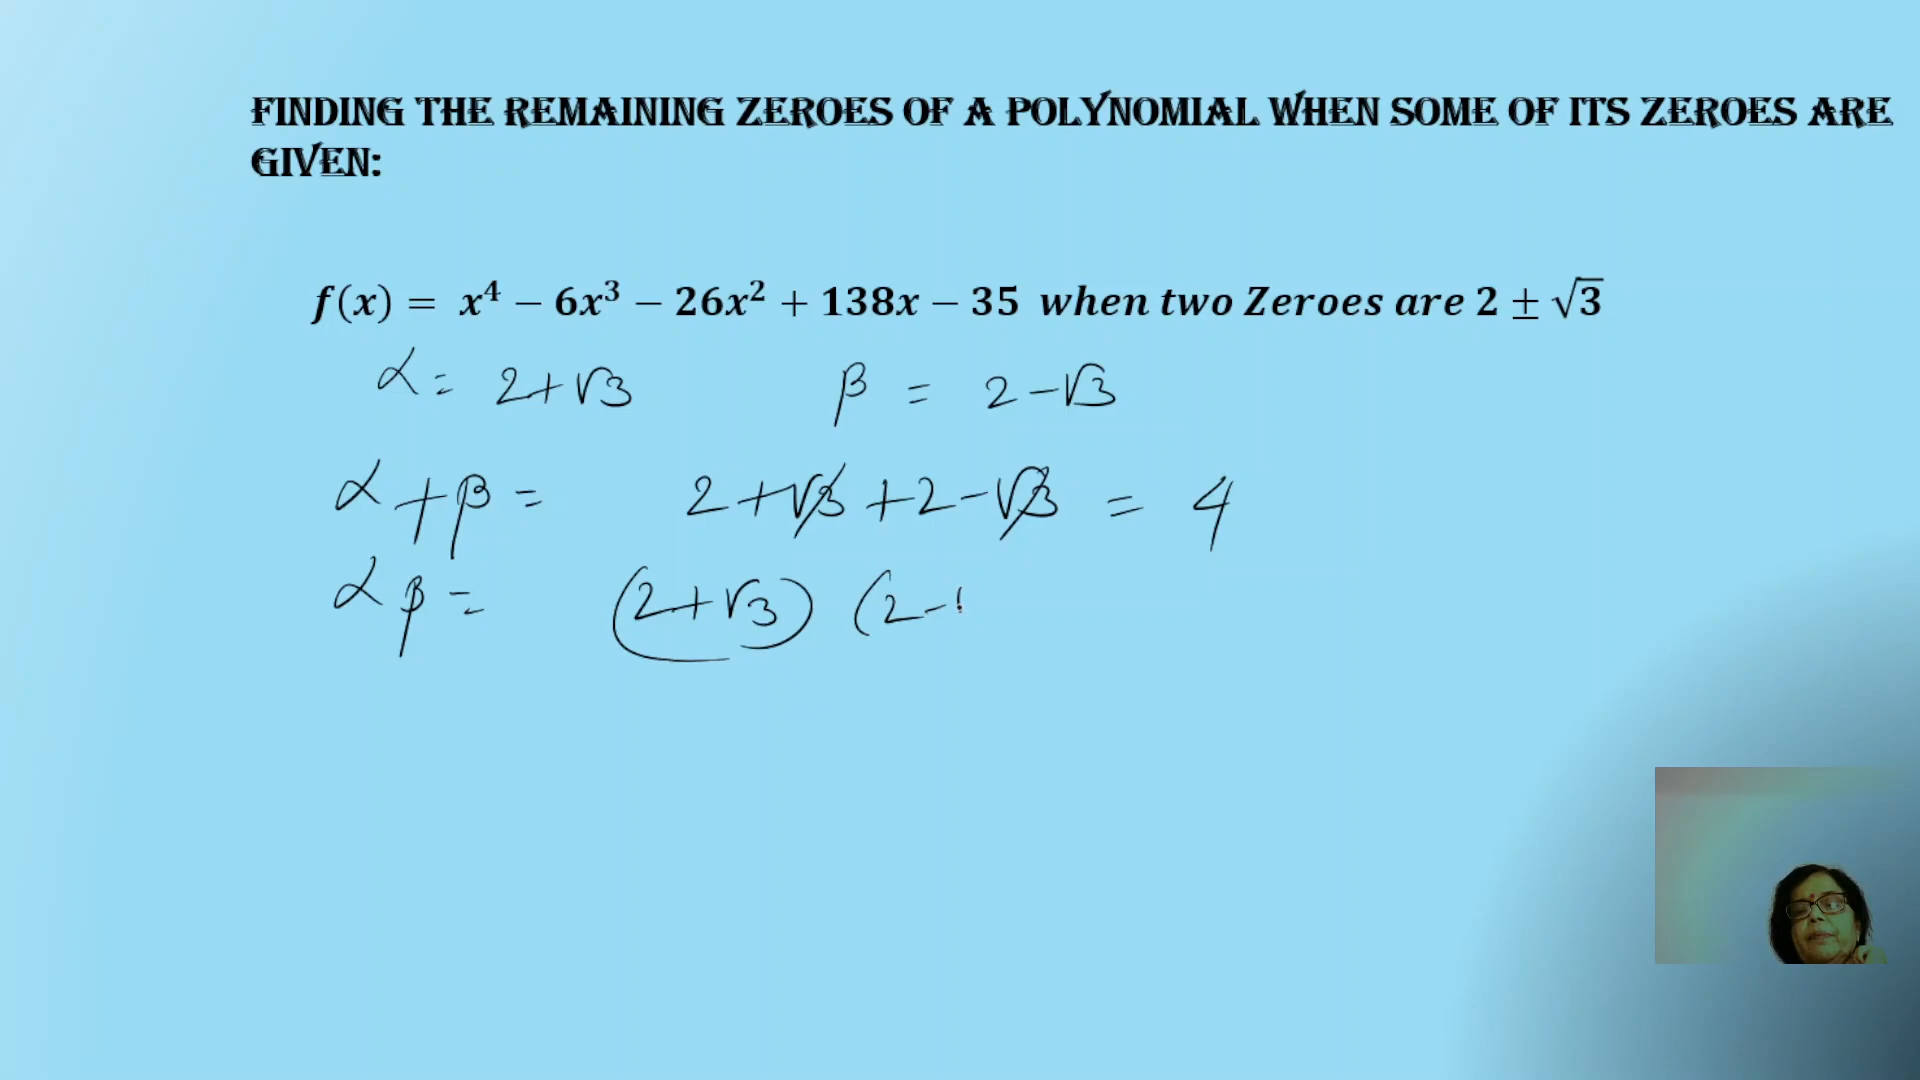 FINDING THE REMAINING ZEROES OF A POLYNOMIAL WHEN SOME OF ITS ZEROES ARE
GIVEN:
f(x) = x⁴ − 6x³ − 26x² + 138x − 35 when two Zeroes are 2 ± √3
α = 2+√3 β = 2−√3
α+β = 2+√3+2−√3 = 4
αβ = (2+√3) (2−